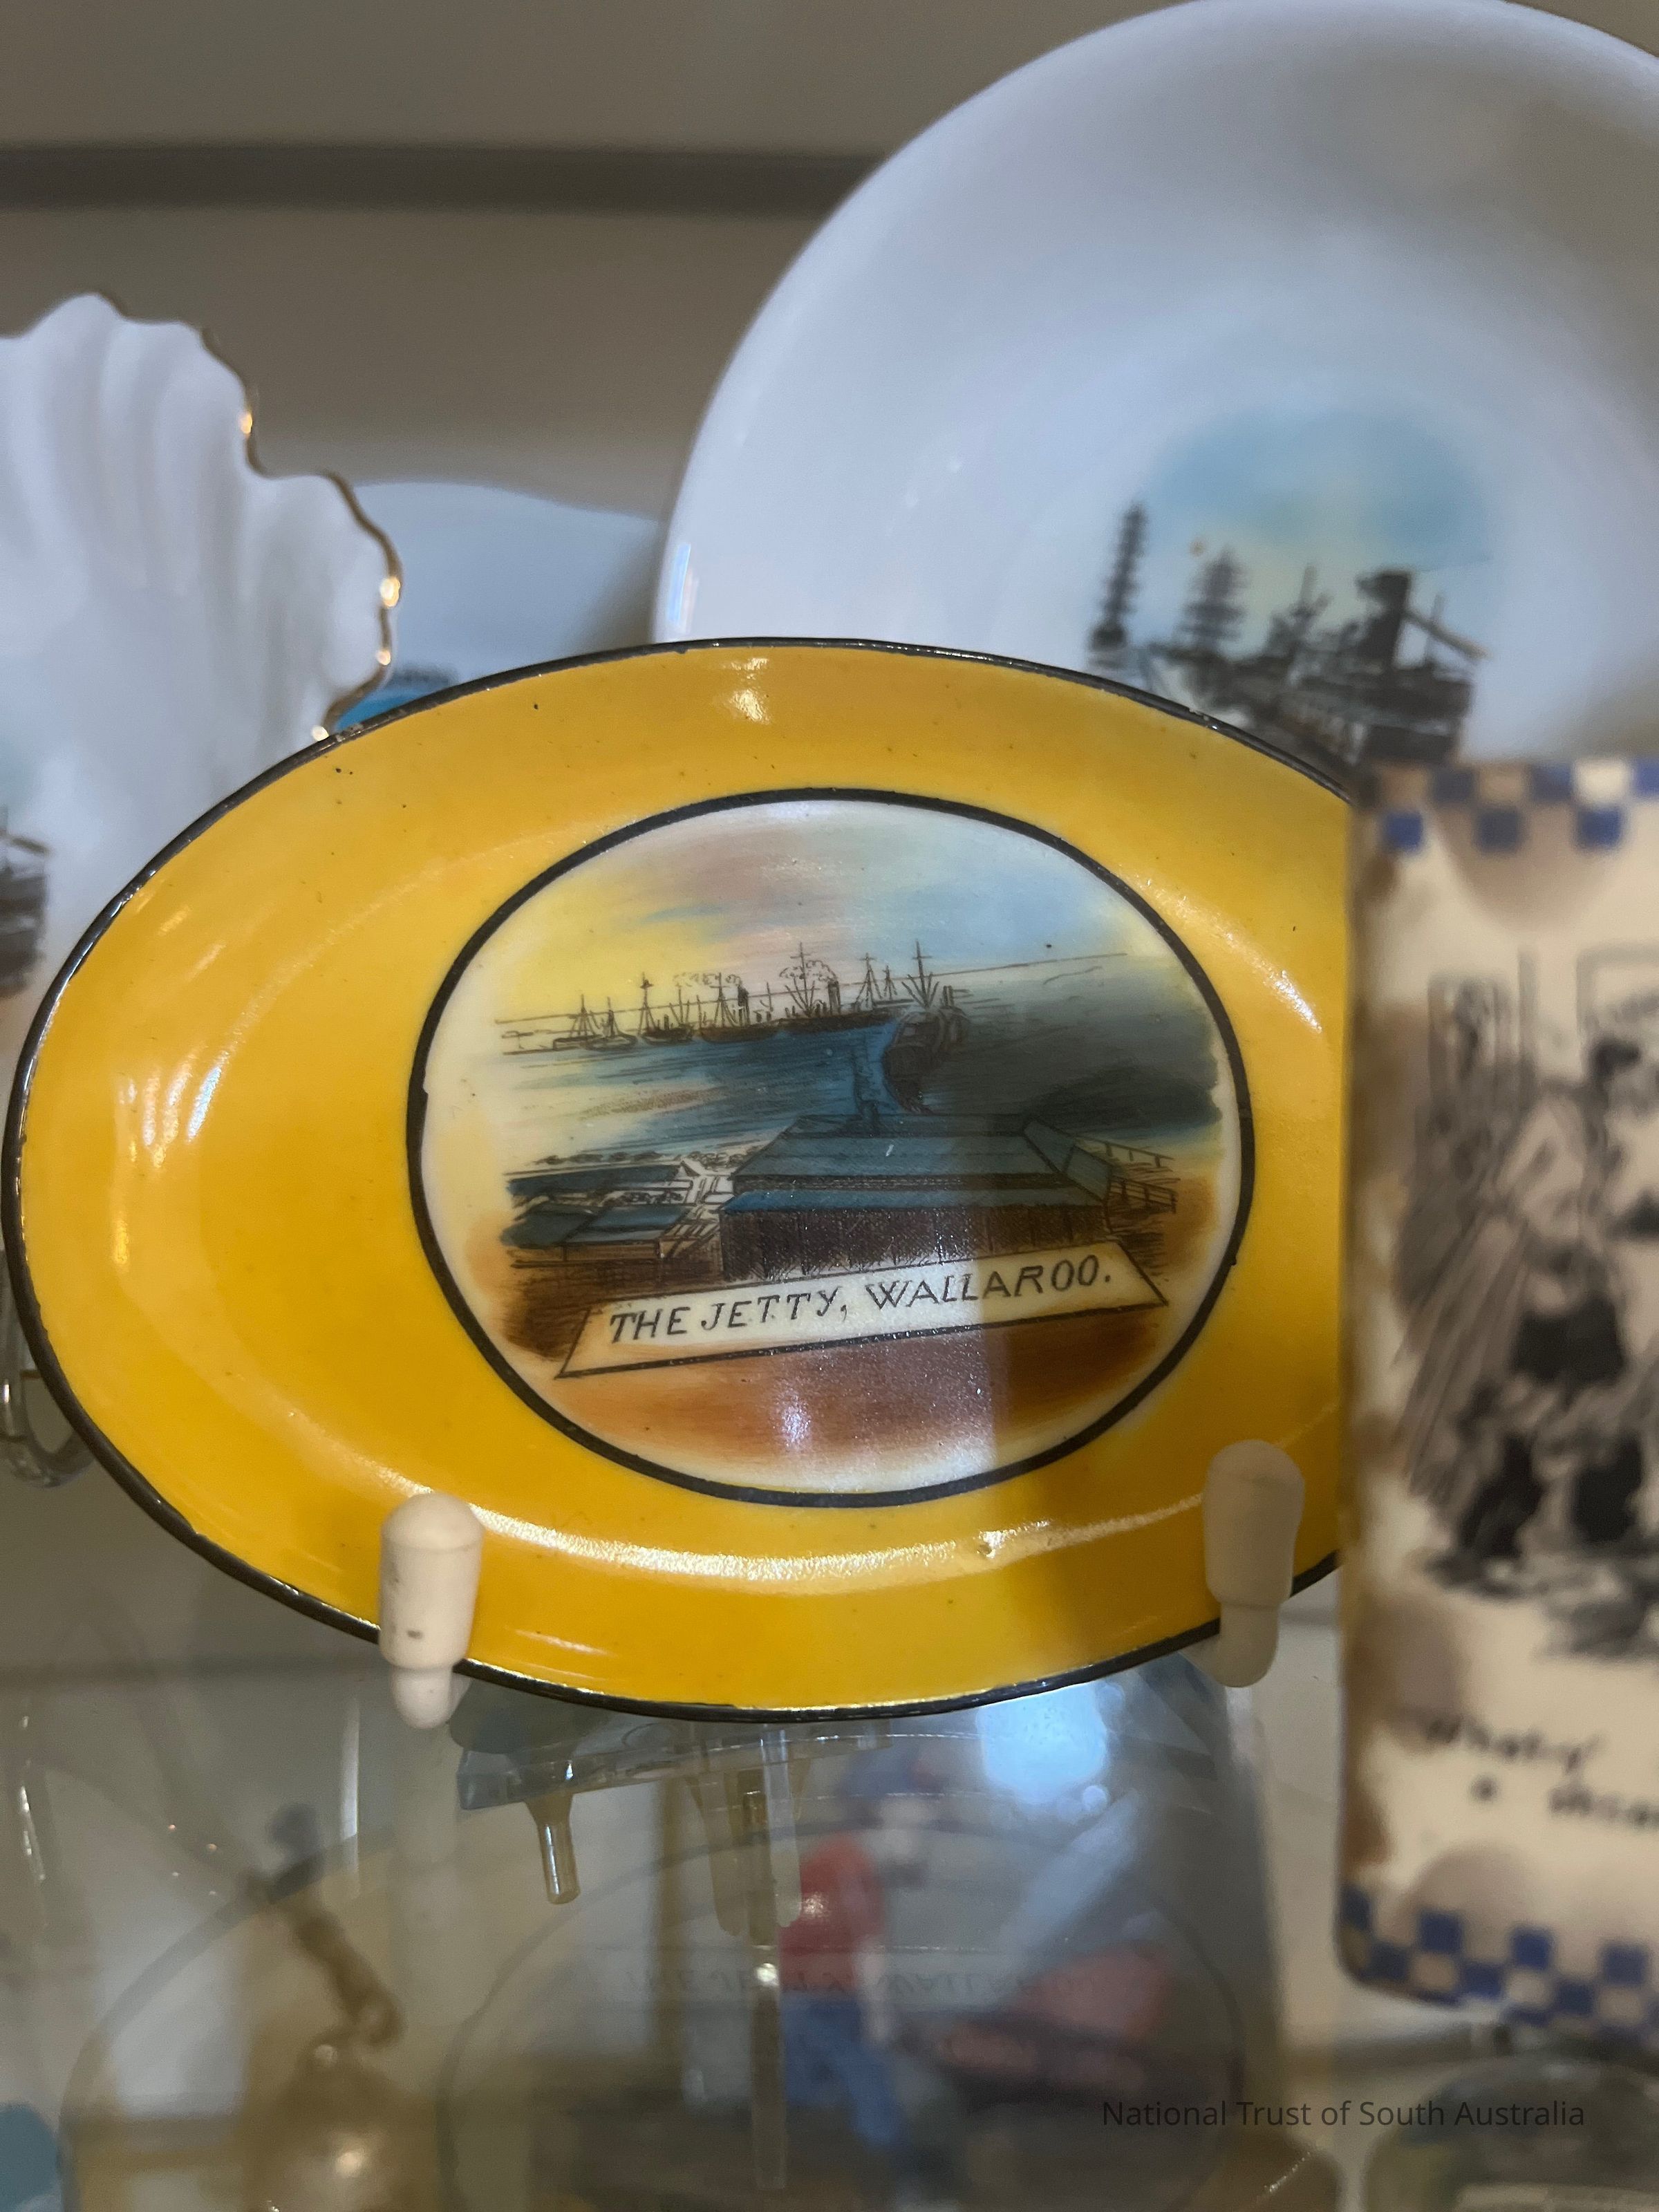 THE JETTY, WALLAROO.
National Trust of South Australia